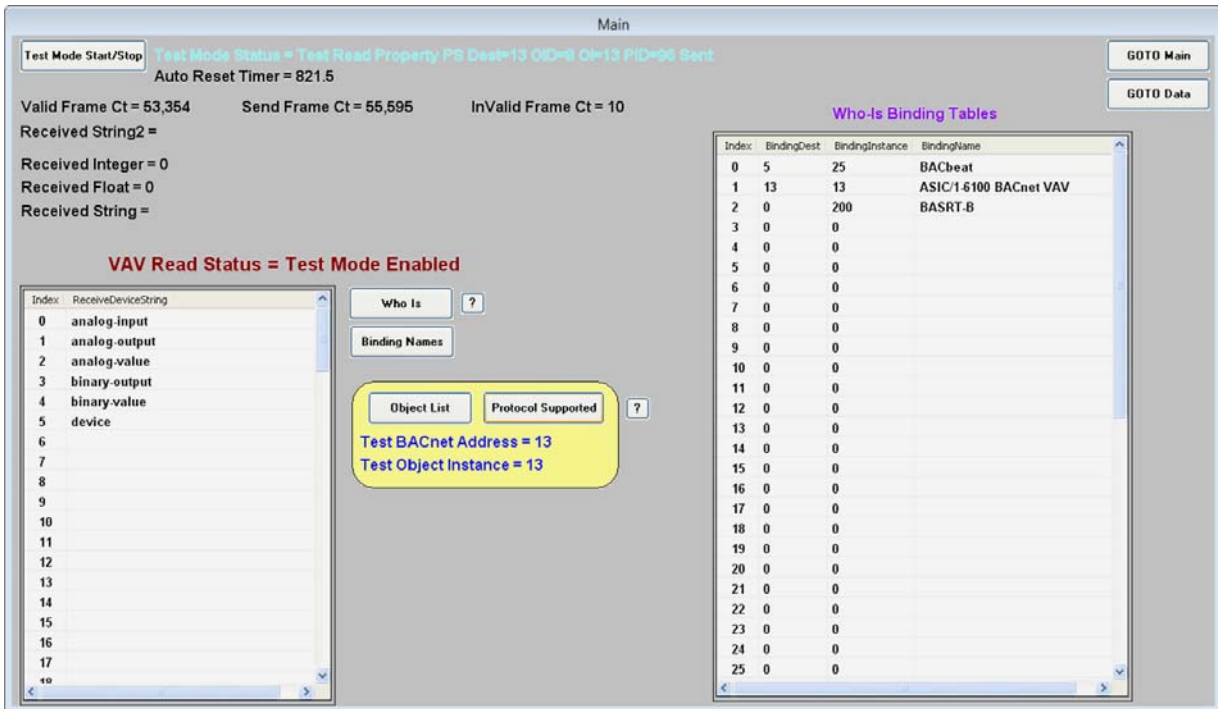 Main
Test Mode Start/Stop
Test Mode Status = Test Read Property PS Dest=13 OID=8 OI=13 PID=96 Sent
GOTO Main
Auto Reset Timer = 821.5
GOTO Data
Valid Frame Ct = 53,354 Send Frame Ct = 55,595 InValid Frame Ct = 10
Received String2 =
Received Integer = 0
Received Float = 0
Received String =
VAV Read Status = Test Mode Enabled
Index ReceiveDeviceString
0 analog-input
1 analog-output
2 analog-value
3 binary-output
4 binary-value
5 device
6
7
8
9
10
11
12
13
14
15
16
17
18
Who Is
?
Binding Names
Object List
Protocol Supported
?
Test BACnet Address = 13
Test Object Instance = 13
Who-Is Binding Tables
Index BindingDest BindingInstance BindingName
0 5 25 BACbeat
1 13 13 ASIC/1-6100 BACnet VAV
2 0 200 BASRT-B
3 0 0
4 0 0
5 0 0
6 0 0
7 0 0
8 0 0
9 0 0
10 0 0
11 0 0
12 0 0
13 0 0
14 0 0
15 0 0
16 0 0
17 0 0
18 0 0
19 0 0
20 0 0
21 0 0
22 0 0
23 0 0
24 0 0
25 0 0